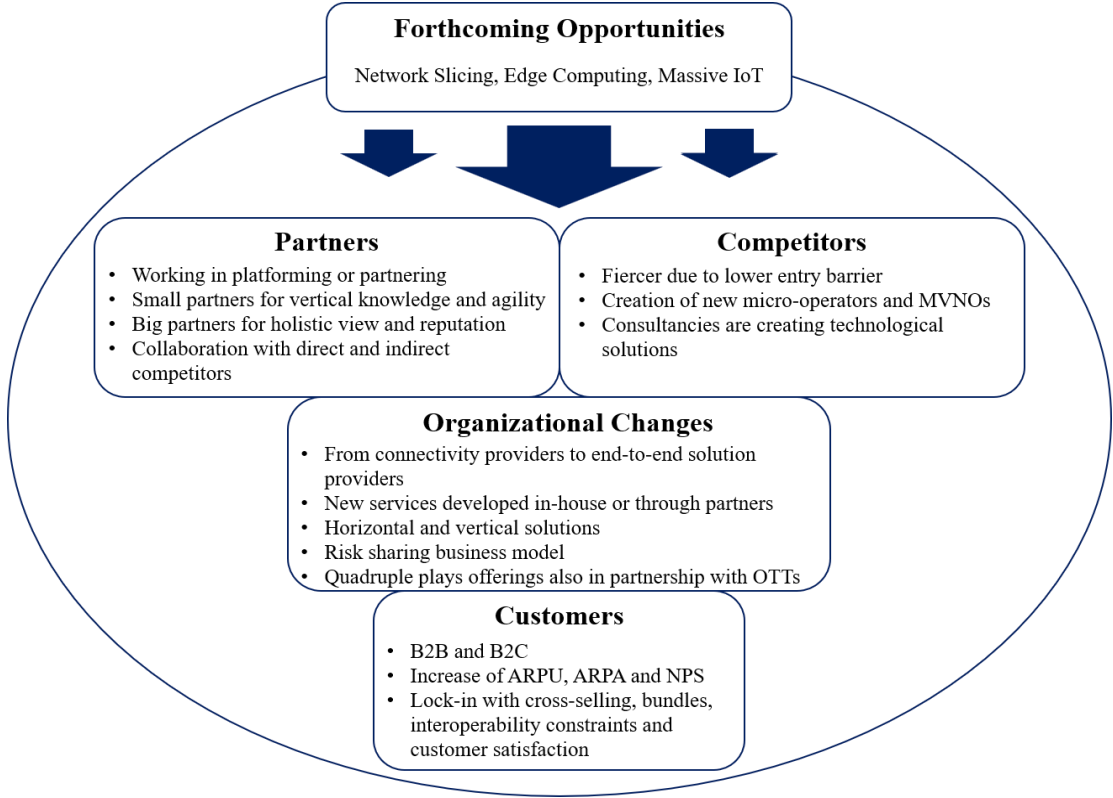 Forthcoming Opportunities
Network Slicing, Edge Computing, Massive IoT
Partners
• Working in platforming or partnering
• Small partners for vertical knowledge and agility
• Big partners for holistic view and reputation
• Collaboration with direct and indirect
competitors
Competitors
• Fiercer due to lower entry barrier
• Creation of new micro-operators and MVNOs
• Consultancies are creating technological
solutions
Organizational Changes
• From connectivity providers to end-to-end solution
providers
• New services developed in-house or through partners
• Horizontal and vertical solutions
• Risk sharing business model
• Quadruple plays offerings also in partnership with OTTs
Customers
• B2B and B2C
• Increase of ARPU, ARPA and NPS
• Lock-in with cross-selling, bundles,
interoperability constraints and
customer satisfaction